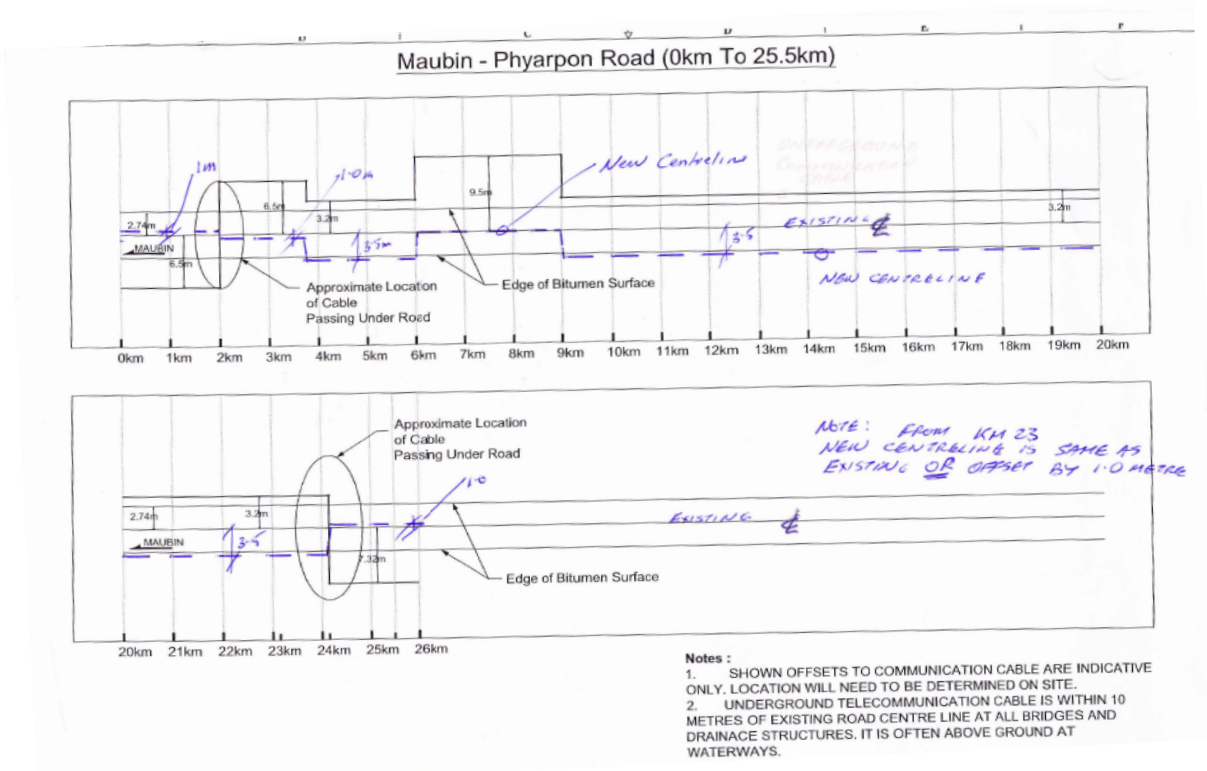 Maubin - Phyarpon Road (0km To 25.5km)
1m
1.0m
New Centreline
UNDERGROUND
COMMUNICATION
CABLE
9.5m
6.5m
3.2m
3.2m
2.74m
EXISTING ℄
3.5m
3.5
MAUBIN
6.5m
NEW CENTRELINE
Approximate Location
of Cable
Passing Under Road
Edge of Bitumen Surface
0km 1km 2km 3km 4km 5km 6km 7km 8km 9km 10km 11km 12km 13km 14km 15km 16km 17km 18km 19km 20km
Approximate Location
of Cable
Passing Under Road
NOTE: FROM KM 23
NEW CENTRELINE IS SAME AS
EXISTING OR OFFSET BY 1.0 METRE
1.0
2.74m
3.2m
EXISTING ℄
MAUBIN
3.5
7.32m
Edge of Bitumen Surface
20km 21km 22km 23km 24km 25km 26km
Notes :
1. SHOWN OFFSETS TO COMMUNICATION CABLE ARE INDICATIVE
ONLY. LOCATION WILL NEED TO BE DETERMINED ON SITE.
2. UNDERGROUND TELECOMMUNICATION CABLE IS WITHIN 10
METRES OF EXISTING ROAD CENTRE LINE AT ALL BRIDGES AND
DRAINACE STRUCTURES. IT IS OFTEN ABOVE GROUND AT
WATERWAYS.